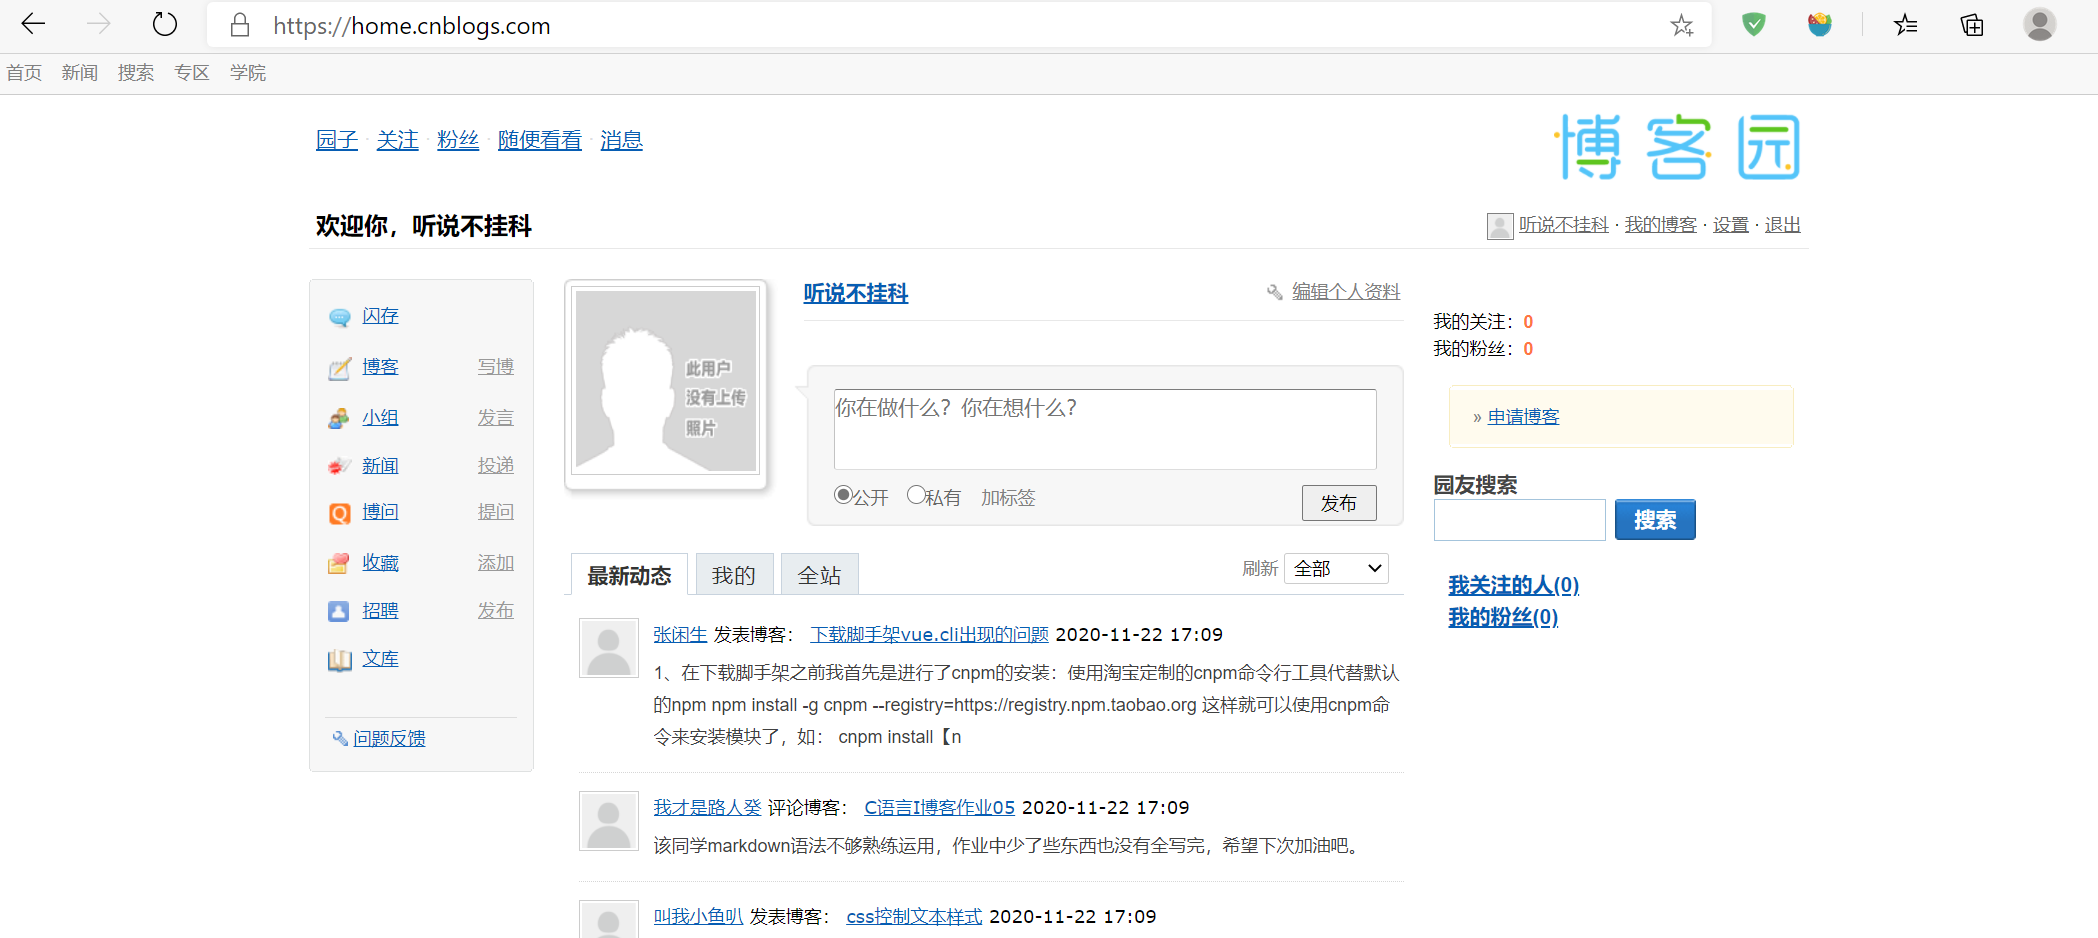 https://home.cnblogs.com
首页 新闻 搜索 专区 学院
园子 · 关注 · 粉丝 · 随便看看 · 消息
博客园
欢迎你，听说不挂科
听说不挂科 · 我的博客 · 设置 · 退出
闪存
博客 写博
小组 发言
新闻 投递
博问 提问
收藏 添加
招聘 发布
文库
问题反馈
此用户
没有上传
照片
听说不挂科
编辑个人资料
你在做什么？你在想什么？
公开 私有 加标签 发布
最新动态 我的 全站 刷新 全部
张闲生 发表博客： 下载脚手架vue.cli出现的问题 2020-11-22 17:09
1、在下载脚手架之前我首先是进行了cnpm的安装：使用淘宝定制的cnpm命令行工具代替默认
的npm npm install -g cnpm --registry=https://registry.npm.taobao.org 这样就可以使用cnpm命
令来安装模块了，如： cnpm install【n
我才是路人癸 评论博客： C语言I博客作业05 2020-11-22 17:09
该同学markdown语法不够熟练运用，作业中少了些东西也没有全写完，希望下次加油吧。
叫我小鱼叭 发表博客： css控制文本样式 2020-11-22 17:09
我的关注：0
我的粉丝：0
» 申请博客
园友搜索
搜索
我关注的人(0)
我的粉丝(0)